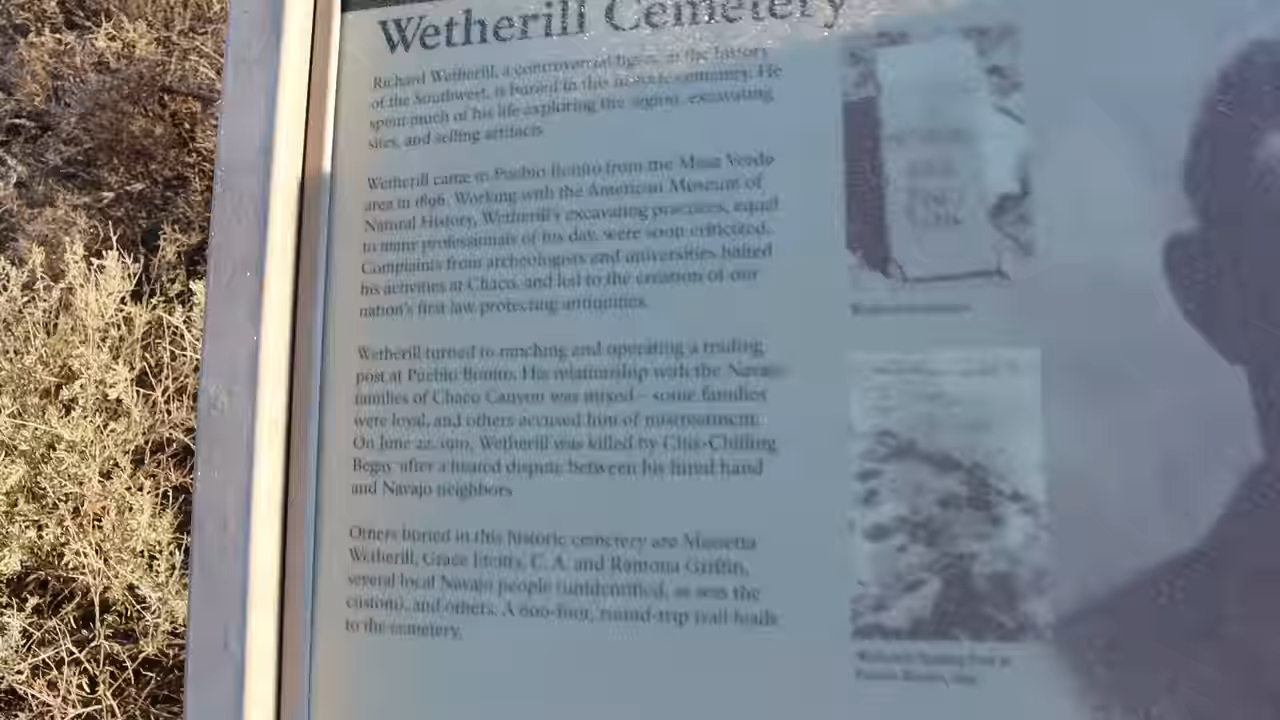 Wetherill Cemetery
Richard Wetherill, a controversial figure in the history
of the Southwest, is buried in this historic cemetery. He
spent much of his life exploring the region, excavating
sites, and selling artifacts.
Wetherill came to Pueblo Bonito from the Mesa Verde
area in 1896. Working with the American Museum of
Natural History, Wetherill's excavating practices, equal
to many professionals of his day, were soon criticized.
Complaints from archeologists and universities halted
his activities at Chaco, and led to the creation of our
nation's first law protecting antiquities.
Wetherill turned to ranching and operating a trading
post at Pueblo Bonito. His relationship with the Navajo
families of Chaco Canyon was mixed – some families
were loyal, and others accused him of mistreatment.
On June 22, 1910, Wetherill was killed by Chis-Chilling
Begay after a heated dispute between his hired hand
and Navajo neighbors
Others buried in this historic cemetery are Marietta
Wetherill, Grace C. A. and Ramona Griffin,
several local Navajo people (unidentified, as was the
custom), and others. A 600-foot, round-trip trail leads
to the cemetery.